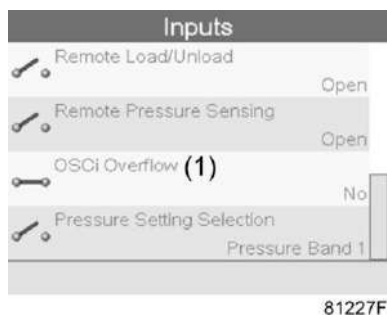 Inputs
Remote Load/Unload
Open
Remote Pressure Sensing
Open
OSCi Overflow (1)
No
Pressure Setting Selection
Pressure Band 1
81227F